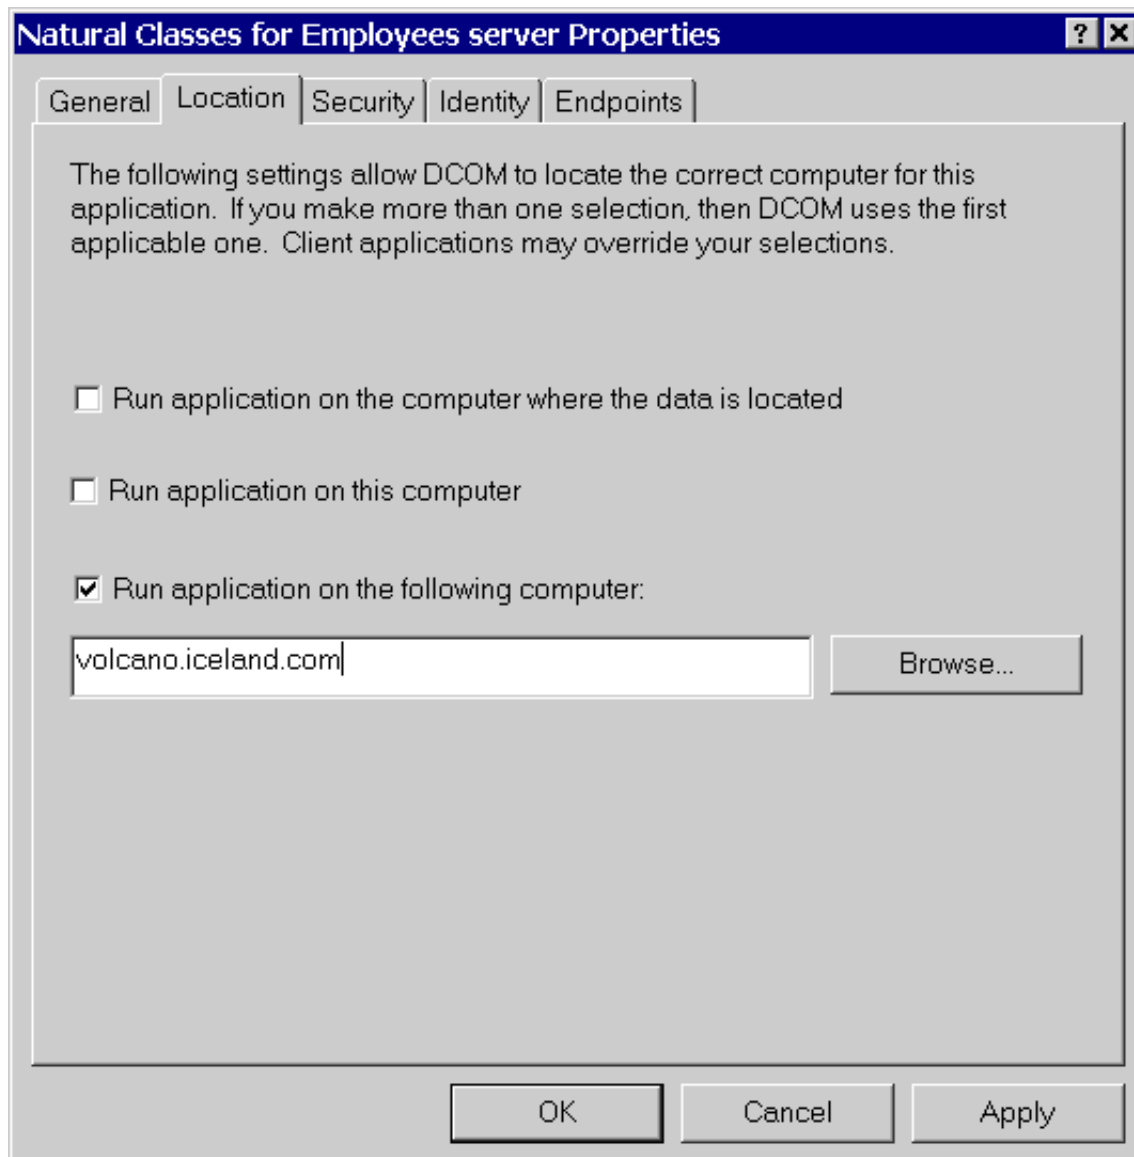 Natural Classes for Employees server Properties
General Location Security Identity Endpoints
The following settings allow DCOM to locate the correct computer for this
application. If you make more than one selection, then DCOM uses the first
applicable one. Client applications may override your selections.
Run application on the computer where the data is located
Run application on this computer
Run application on the following computer:
volcano.iceland.com
Browse...
OK Cancel Apply